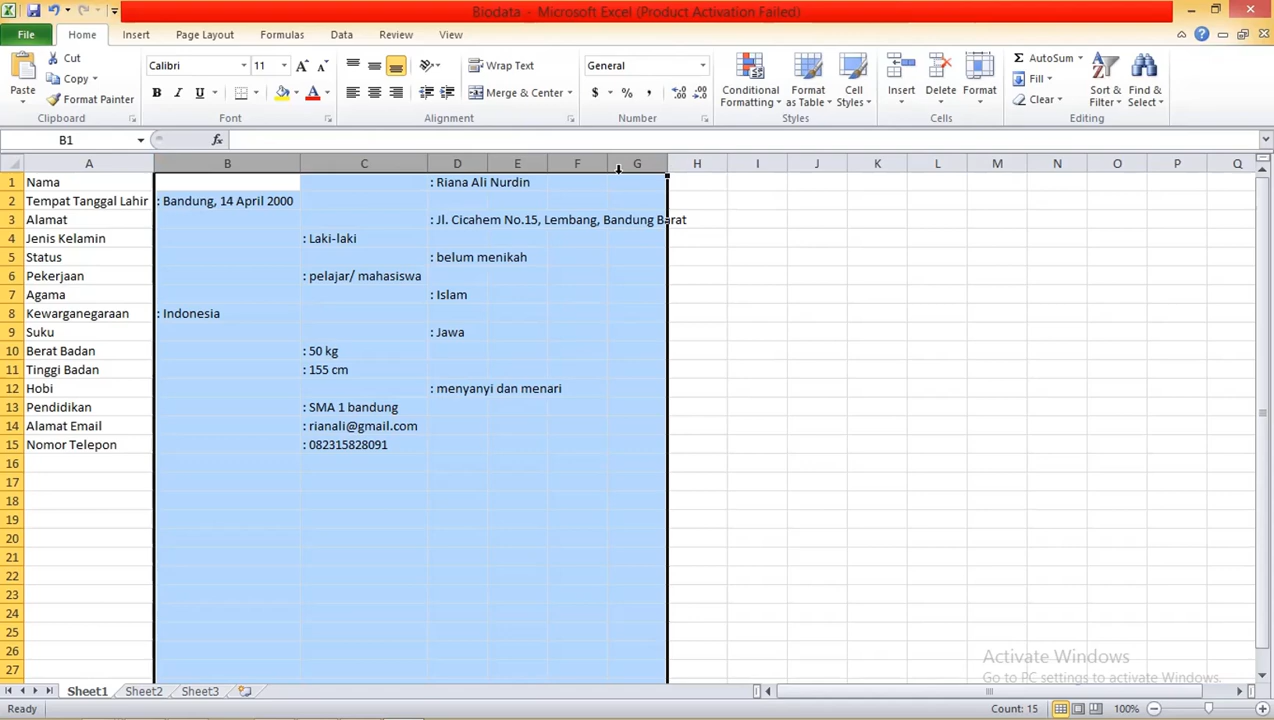 Biodata - Microsoft Excel (Product Activation Failed)
File Home Insert Page Layout Formulas Data Review View
Cut
Copy
Format Painter
Paste
Clipboard
Calibri 11
B I U A
Font
Wrap Text
Merge & Center
Alignment
General
$ % ,
Number
Conditional Formatting
Format as Table
Cell Styles
Styles
Insert Delete Format
Cells
Σ AutoSum
Fill
Clear
Sort & Filter
Find & Select
Editing
B1 fx
A B C D E F G H I J K L M N O P Q
1 Nama : Riana Ali Nurdin
2 Tempat Tanggal Lahir : Bandung, 14 April 2000
3 Alamat : Jl. Cicahem No.15, Lembang, Bandung Barat
4 Jenis Kelamin : Laki-laki
5 Status : belum menikah
6 Pekerjaan : pelajar/ mahasiswa
7 Agama : Islam
8 Kewarganegaraan : Indonesia
9 Suku : Jawa
10 Berat Badan : 50 kg
11 Tinggi Badan : 155 cm
12 Hobi : menyanyi dan menari
13 Pendidikan : SMA 1 bandung
14 Alamat Email : rianali@gmail.com
15 Nomor Telepon : 082315828091
16
17
18
19
20
21
22
23
24
25
26
27
Activate Windows
Go to PC settings to activate Windows.
Sheet1 Sheet2 Sheet3
Ready Count: 15 100%